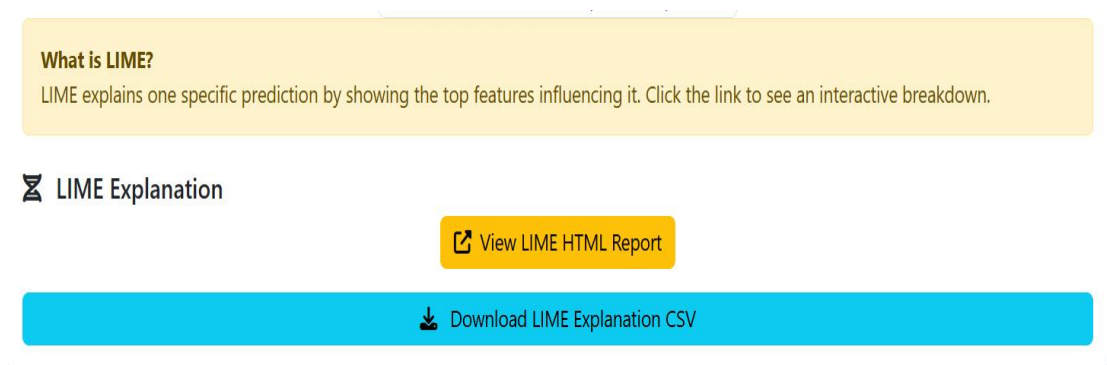 What is LIME?
LIME explains one specific prediction by showing the top features influencing it. Click the link to see an interactive breakdown.
LIME Explanation
View LIME HTML Report
Download LIME Explanation CSV